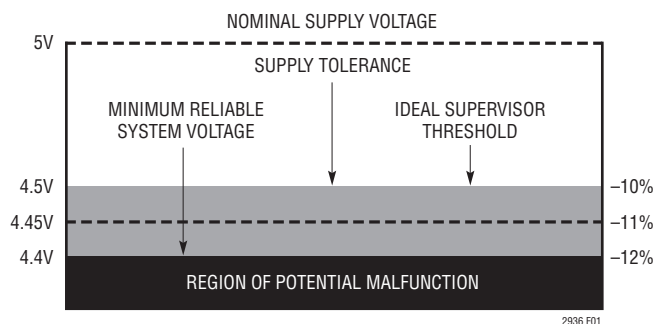 NOMINAL SUPPLY VOLTAGE
5V
SUPPLY TOLERANCE
MINIMUM RELIABLE
SYSTEM VOLTAGE
IDEAL SUPERVISOR
THRESHOLD
4.5V
–10%
4.45V
–11%
4.4V
–12%
REGION OF POTENTIAL MALFUNCTION
2936 F01